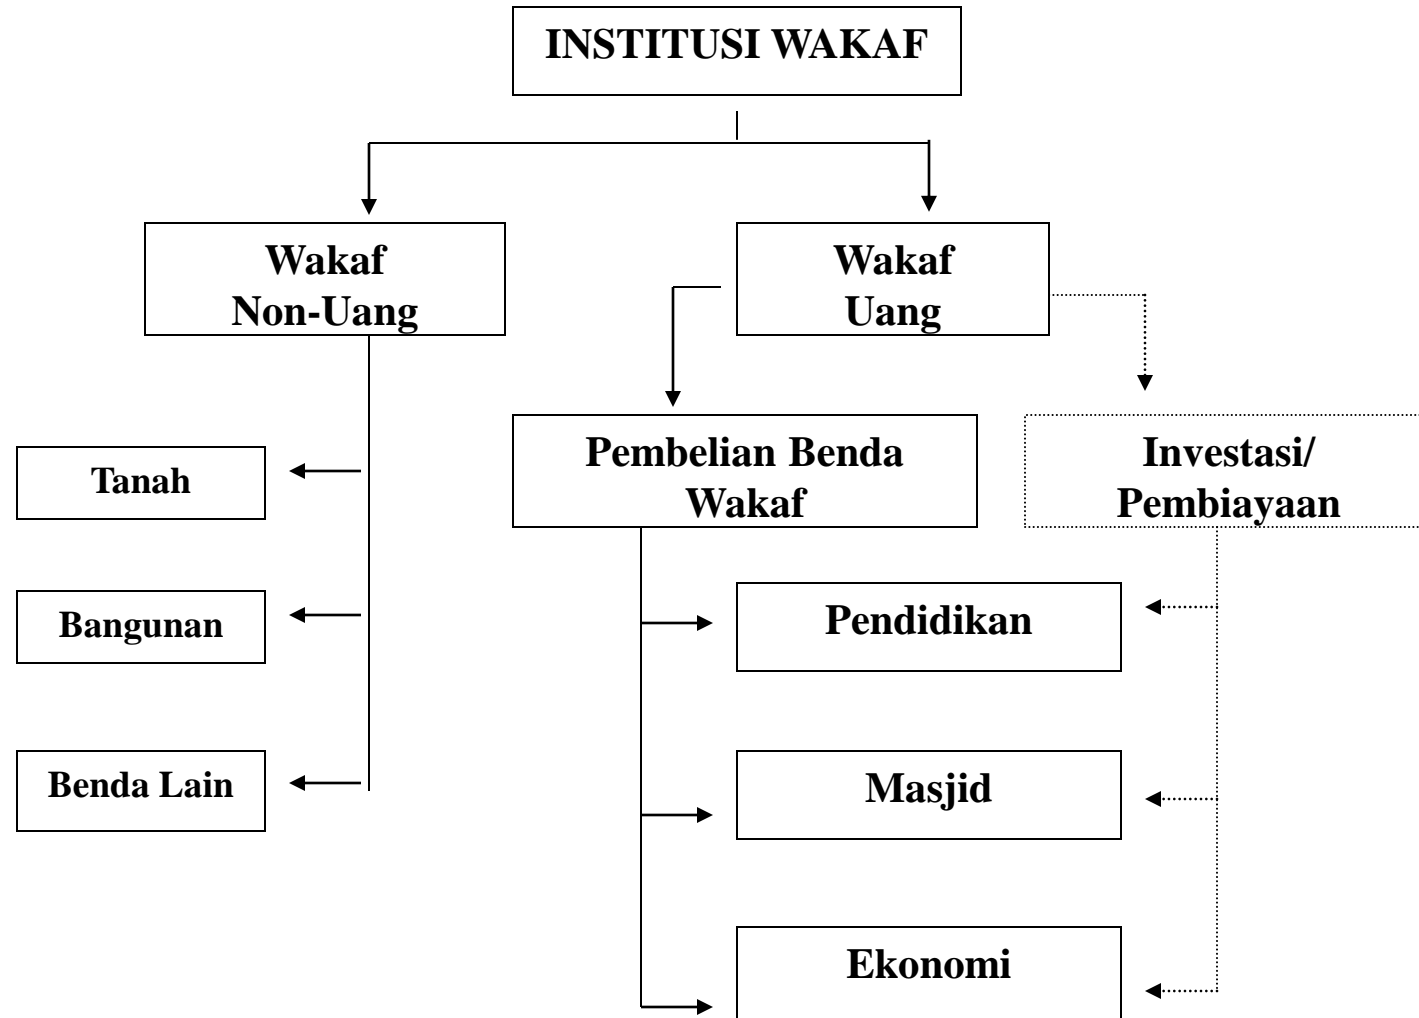 INSTITUSI WAKAF
Wakaf
Non-Uang
Wakaf
Uang
Pembelian Benda
Wakaf
Investasi/
Pembiayaan
Tanah
Bangunan
Benda Lain
Pendidikan
Masjid
Ekonomi